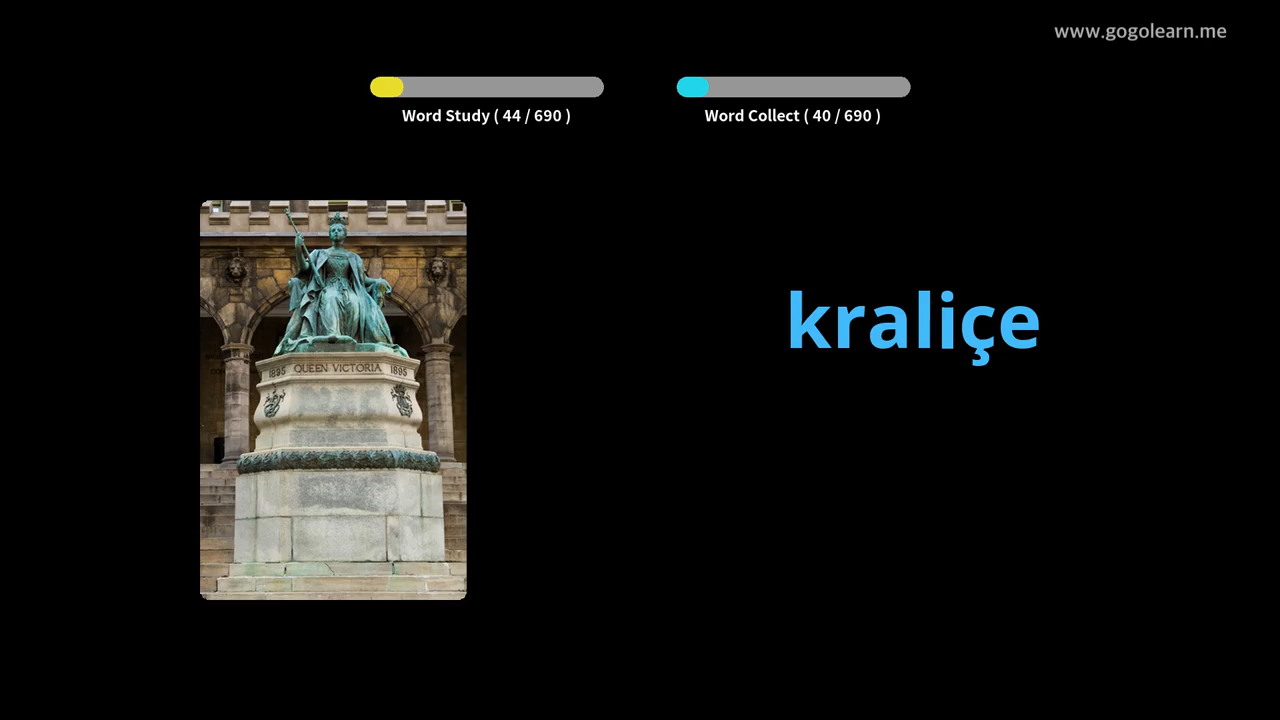 www.gogolearn.me
Word Study ( 44 / 690 )
Word Collect ( 40 / 690 )
kraliçe
1895 QUEEN VICTORIA 1895